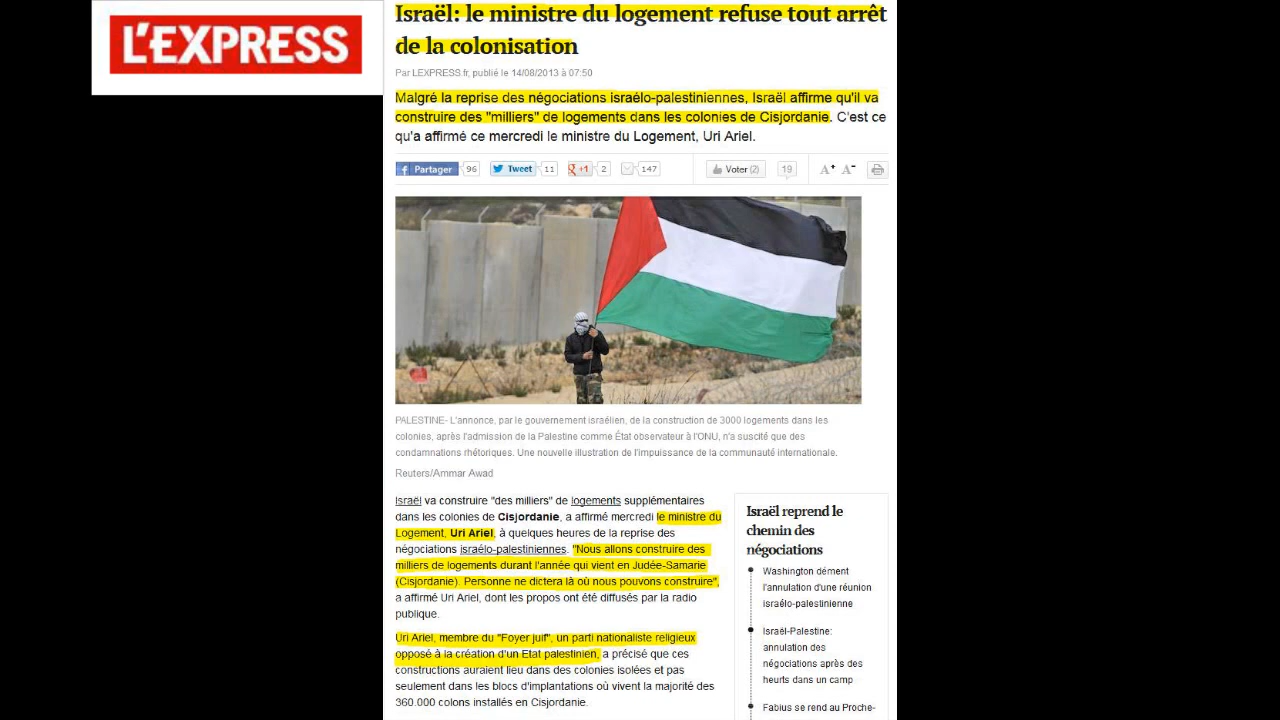 L'EXPRESS
Israël: le ministre du logement refuse tout arrêt
de la colonisation
Par LEXPRESS.fr, publié le 14/08/2013 à 07:50
Malgré la reprise des négociations israélo-palestiniennes, Israël affirme qu'il va
construire des "milliers" de logements dans les colonies de Cisjordanie. C'est ce
qu'a affirmé ce mercredi le ministre du Logement, Uri Ariel.
f Partager 96 Tweet 11 +1 2 147 Voter (2) 19 A+ A-
PALESTINE- L'annonce, par le gouvernement israélien, de la construction de 3000 logements dans les
colonies, après l'admission de la Palestine comme État observateur à l'ONU, n'a suscité que des
condamnations rhétoriques. Une nouvelle illustration de l'impuissance de la communauté internationale.
Reuters/Ammar Awad
Israël va construire "des milliers" de logements supplémentaires
dans les colonies de Cisjordanie, a affirmé mercredi le ministre du
Logement, Uri Ariel, à quelques heures de la reprise des
négociations israélo-palestiniennes. "Nous allons construire des
milliers de logements durant l'année qui vient en Judée-Samarie
(Cisjordanie). Personne ne dictera là où nous pouvons construire",
a affirmé Uri Ariel, dont les propos ont été diffusés par la radio
publique.
Uri Ariel, membre du "Foyer juif", un parti nationaliste religieux
opposé à la création d'un Etat palestinien, a précisé que ces
constructions auraient lieu dans des colonies isolées et pas
seulement dans les blocs d'implantations où vivent la majorité des
360.000 colons installés en Cisjordanie.
Israël reprend le
chemin des
négociations
Washington dément
l'annulation d'une réunion
israélo-palestinienne
Israël-Palestine:
annulation des
négociations après des
heurts dans un camp
Fabius se rend au Proche-